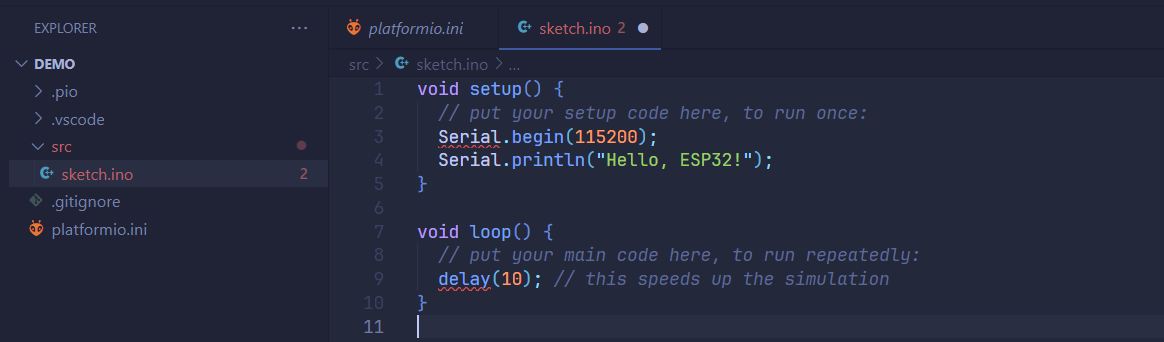 EXPLORER ...
DEMO
.pio
.vscode
src
sketch.ino 2
.gitignore
platformio.ini
platformio.ini sketch.ino 2
src > sketch.ino > ...
1 void setup() {
2   // put your setup code here, to run once:
3   Serial.begin(115200);
4   Serial.println("Hello, ESP32!");
5 }
6
7 void loop() {
8   // put your main code here, to run repeatedly:
9   delay(10); // this speeds up the simulation
10 }
11